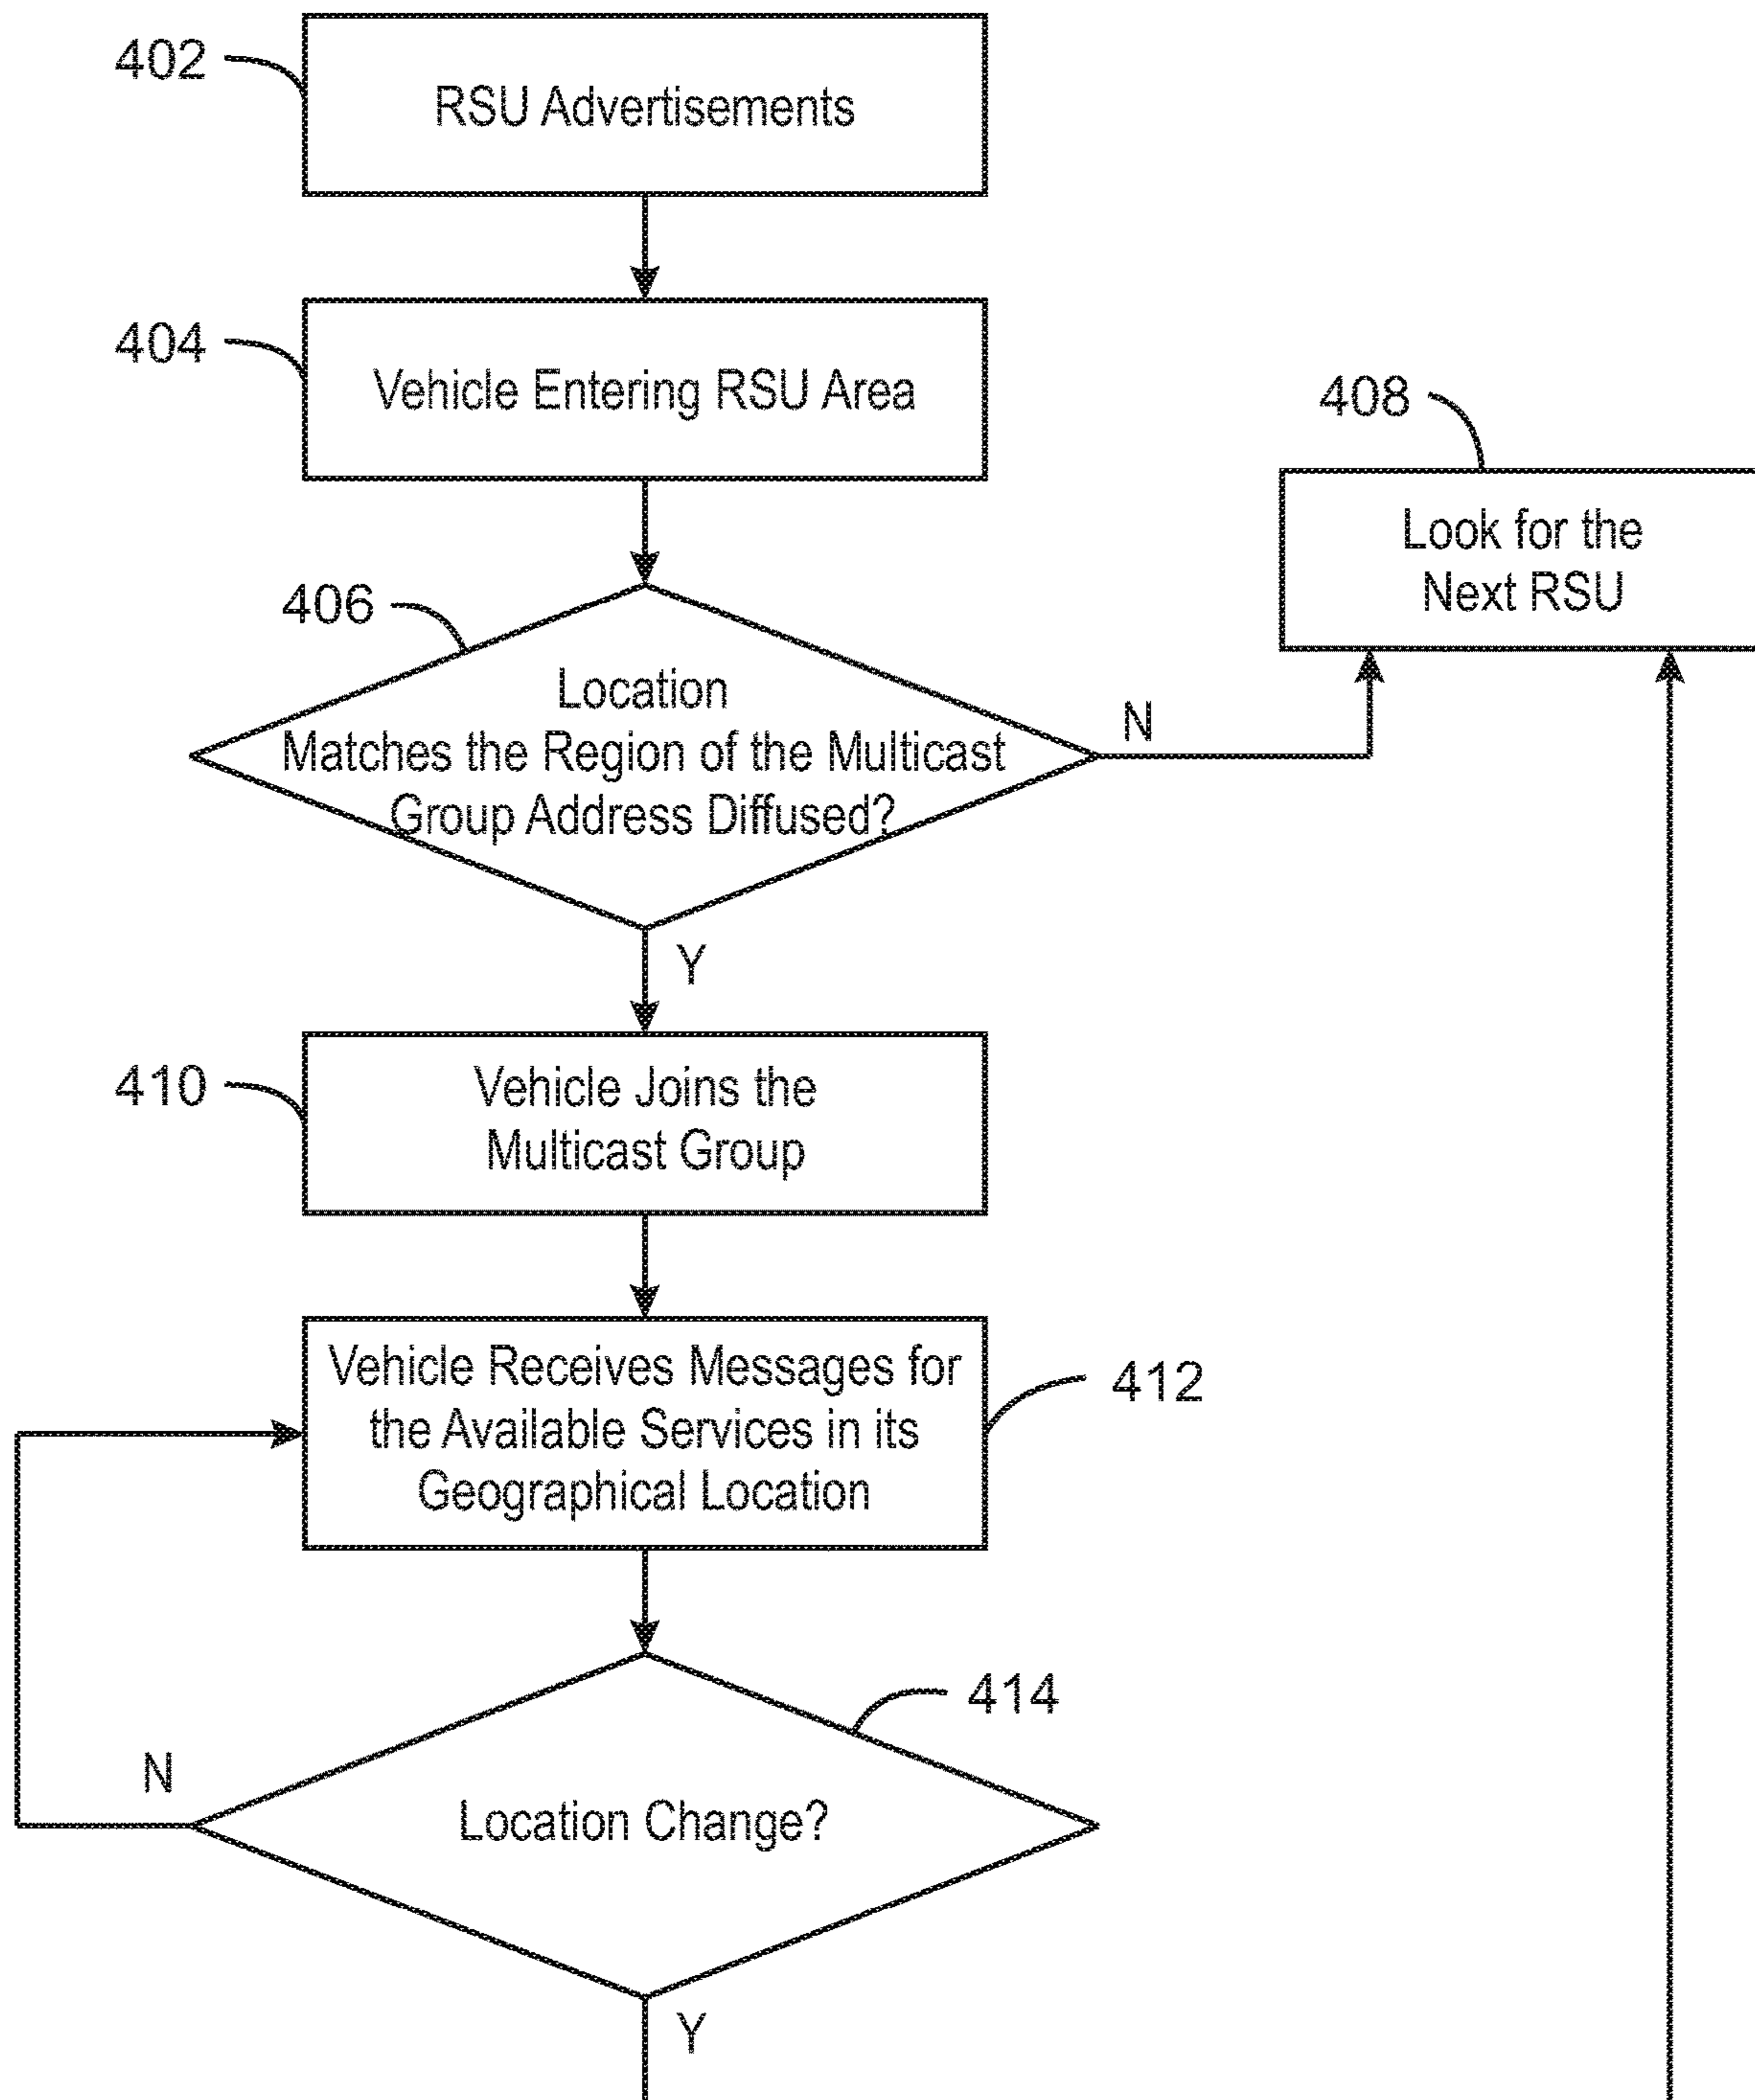 402
RSU Advertisements
404
Vehicle Entering RSU Area
408
Look for the
Next RSU
406
Location
Matches the Region of the Multicast
Group Address Diffused?
N
Y
410
Vehicle Joins the
Multicast Group
Vehicle Receives Messages for
the Available Services in its
Geographical Location
412
414
N
Location Change?
Y